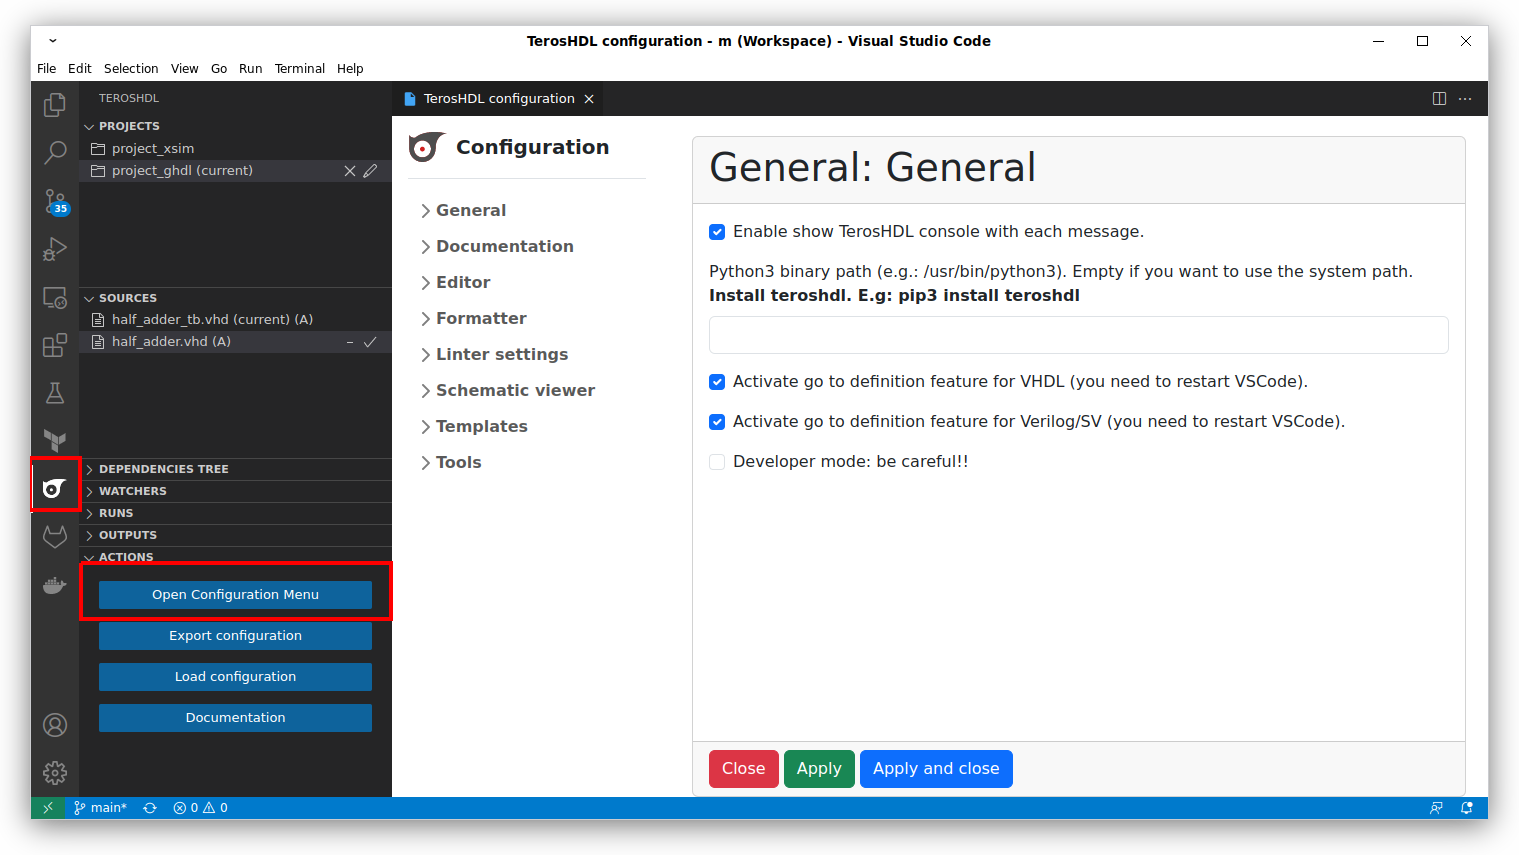 TerosHDL configuration - m (Workspace) - Visual Studio Code
File Edit Selection View Go Run Terminal Help
TEROSHDL
PROJECTS
project_xsim
project_ghdl (current)
35
SOURCES
half_adder_tb.vhd (current) (A)
half_adder.vhd (A)
DEPENDENCIES TREE
WATCHERS
RUNS
OUTPUTS
ACTIONS
Open Configuration Menu
Export configuration
Load configuration
Documentation
TerosHDL configuration
Configuration
General
Documentation
Editor
Formatter
Linter settings
Schematic viewer
Templates
Tools
General: General
Enable show TerosHDL console with each message.
Python3 binary path (e.g.: /usr/bin/python3). Empty if you want to use the system path.
Install teroshdl. E.g: pip3 install teroshdl
Activate go to definition feature for VHDL (you need to restart VSCode).
Activate go to definition feature for Verilog/SV (you need to restart VSCode).
Developer mode: be careful!!
Close Apply Apply and close
main* 0 0